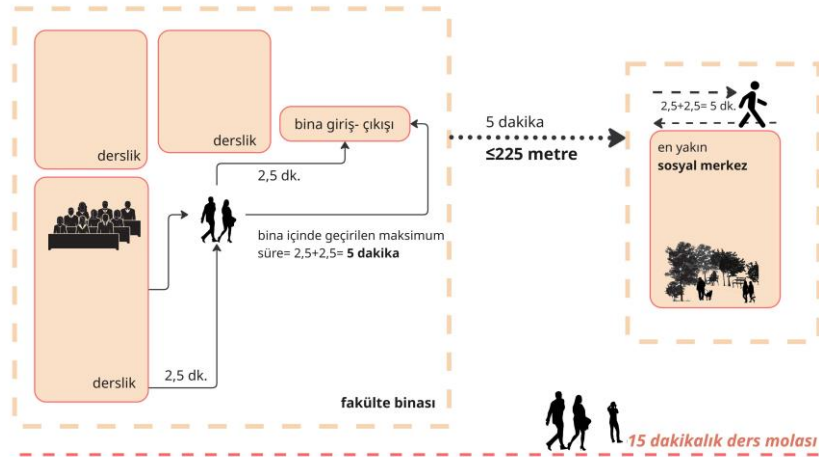 derslik
derslik
bina giriş- çıkışı
2,5 dk.
bina içinde geçirilen maksimum
süre= 2,5+2,5= 5 dakika
derslik
2,5 dk.
fakülte binası
5 dakika
≤225 metre
2,5+2,5= 5 dk.
en yakın
sosyal merkez
15 dakikalık ders molası